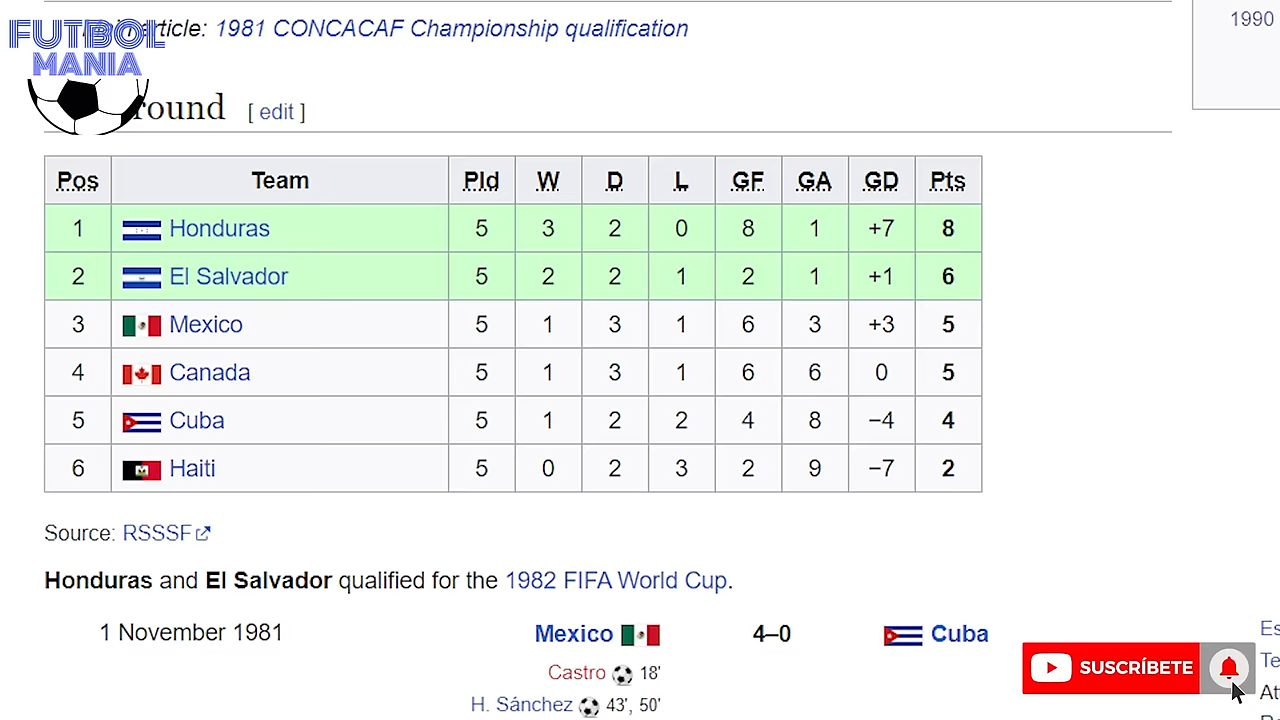 FUTBOL
MANIA
article: 1981 CONCACAF Championship qualification
1990
round [ edit ]
Pos Team Pld W D L GF GA GD Pts
1 Honduras 5 3 2 0 8 1 +7 8
2 El Salvador 5 2 2 1 2 1 +1 6
3 Mexico 5 1 3 1 6 3 +3 5
4 Canada 5 1 3 1 6 6 0 5
5 Cuba 5 1 2 2 4 8 −4 4
6 Haiti 5 0 2 3 2 9 −7 2
Source: RSSSF
Honduras and El Salvador qualified for the 1982 FIFA World Cup.
1 November 1981 Mexico 4–0 Cuba
Castro 18'
H. Sánchez 43', 50'
SUSCRÍBETE
Es
Te
At